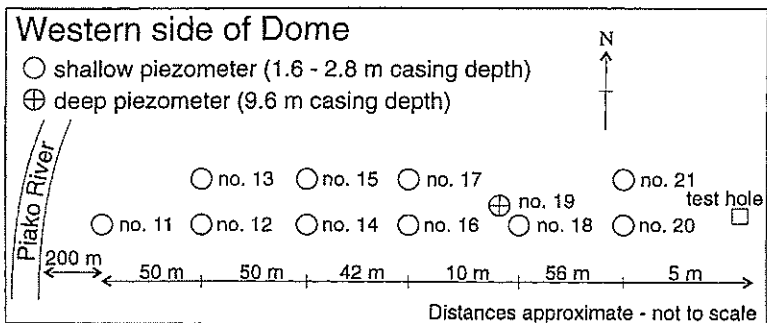 Western side of Dome
shallow piezometer (1.6 - 2.8 m casing depth)
N
deep piezometer (9.6 m casing depth)
Piako River
no. 13 no. 15 no. 17 no. 19 no. 21
test hole
no. 11 no. 12 no. 14 no. 16 no. 18 no. 20
200 m
50 m 50 m 42 m 10 m 56 m 5 m
Distances approximate - not to scale